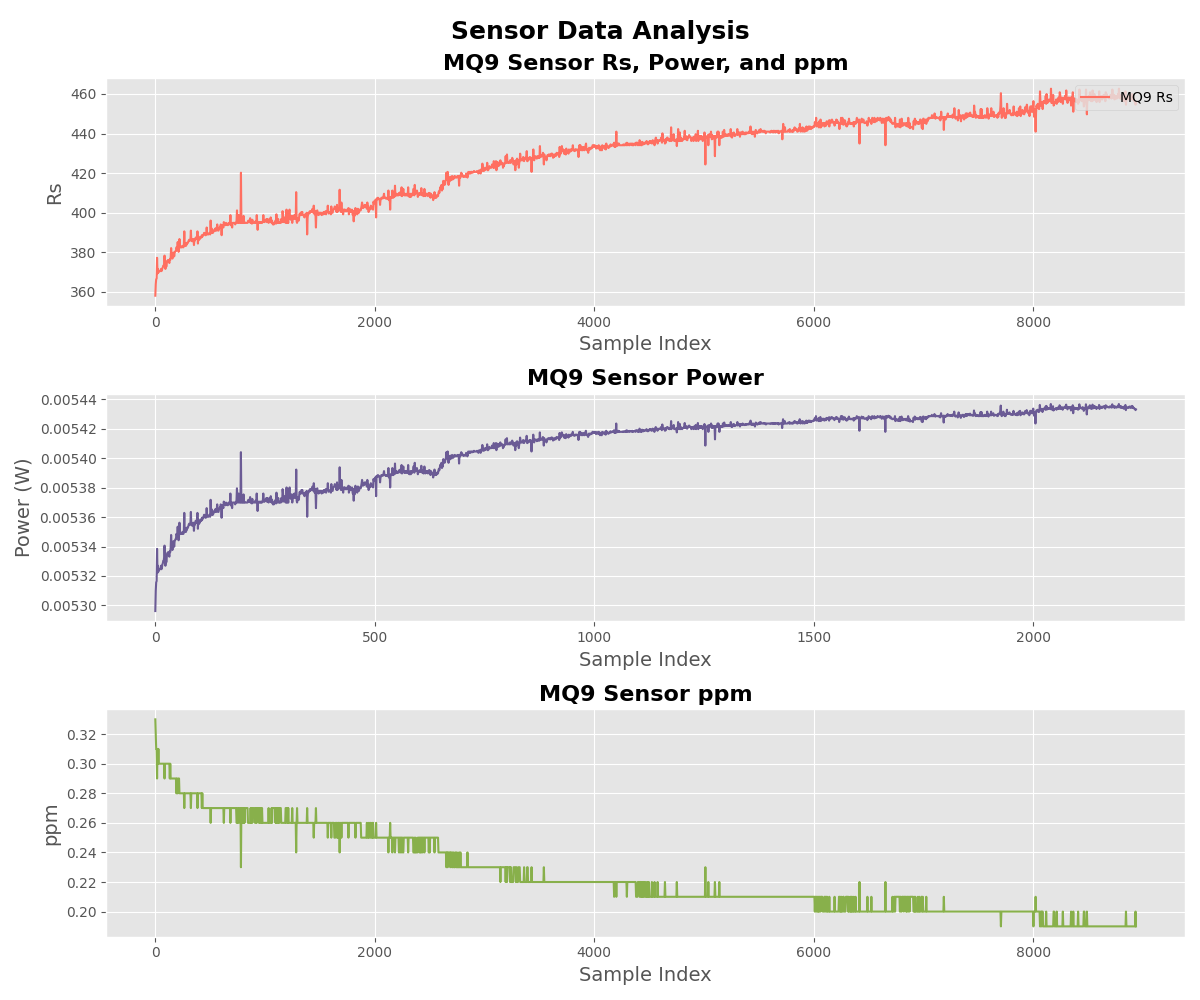 Sensor Data Analysis
MQ9 Sensor Rs, Power, and ppm
460
440
420
400
380
360
Rs
MQ9 Rs
0 2000 4000 6000 8000
Sample Index
MQ9 Sensor Power
0.00544
0.00542
0.00540
0.00538
0.00536
0.00534
0.00532
0.00530
Power (W)
0 500 1000 1500 2000
Sample Index
MQ9 Sensor ppm
0.32
0.30
0.28
0.26
0.24
0.22
0.20
ppm
0 2000 4000 6000 8000
Sample Index